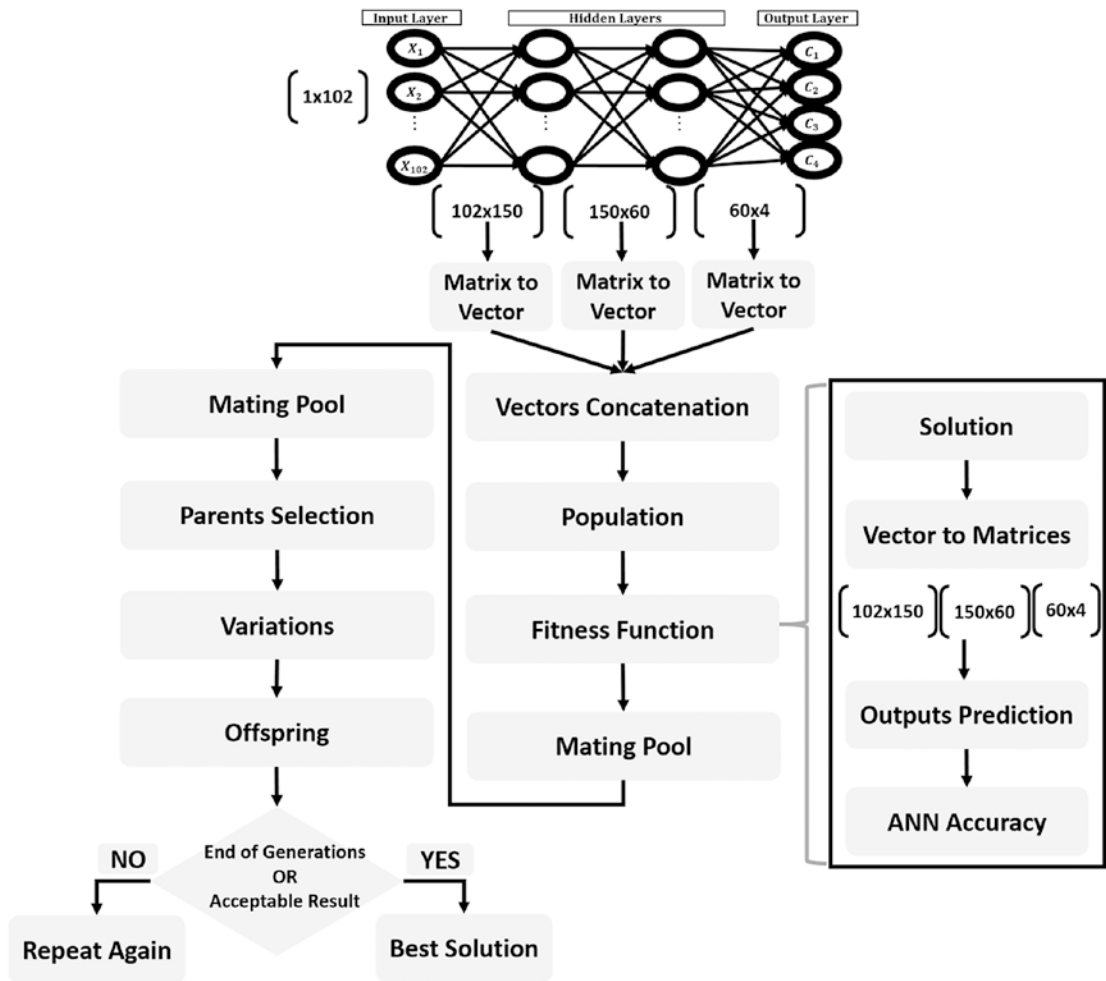 Input Layer
Hidden Layers
Output Layer
X1
X2
⋮
X102
⋮
⋮
C1
C2
C3
C4
1x102
102x150
150x60
60x4
Matrix to
Vector
Matrix to
Vector
Matrix to
Vector
Vectors Concatenation
Population
Fitness Function
Mating Pool
Mating Pool
Parents Selection
Variations
Offspring
End of Generations
OR
Acceptable Result
NO
YES
Repeat Again
Best Solution
Solution
Vector to Matrices
102x150
150x60
60x4
Outputs Prediction
ANN Accuracy